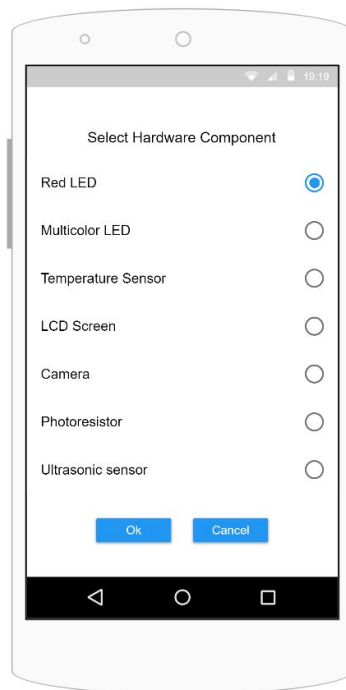 19:19
Select Hardware Component
Red LED
Multicolor LED
Temperature Sensor
LCD Screen
Camera
Photoresistor
Ultrasonic sensor
Ok Cancel